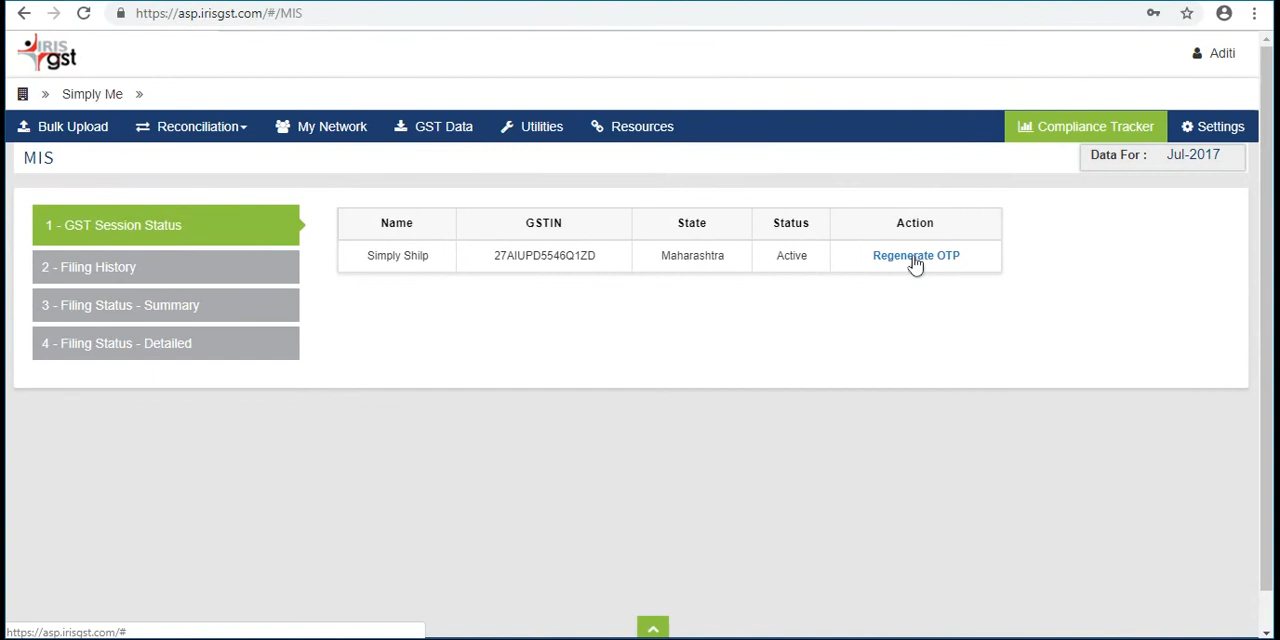 https://asp.irisgst.com/#/MIS
IRIS gst
Aditi
» Simply Me »
Bulk Upload Reconciliation My Network GST Data Utilities Resources Compliance Tracker Settings
MIS
Data For : Jul-2017
1 - GST Session Status
2 - Filing History
3 - Filing Status - Summary
4 - Filing Status - Detailed
Name GSTIN State Status Action
Simply Shilp 27AIUPD5546Q1ZD Maharashtra Active Regenerate OTP
https://asp.irisgst.com/#